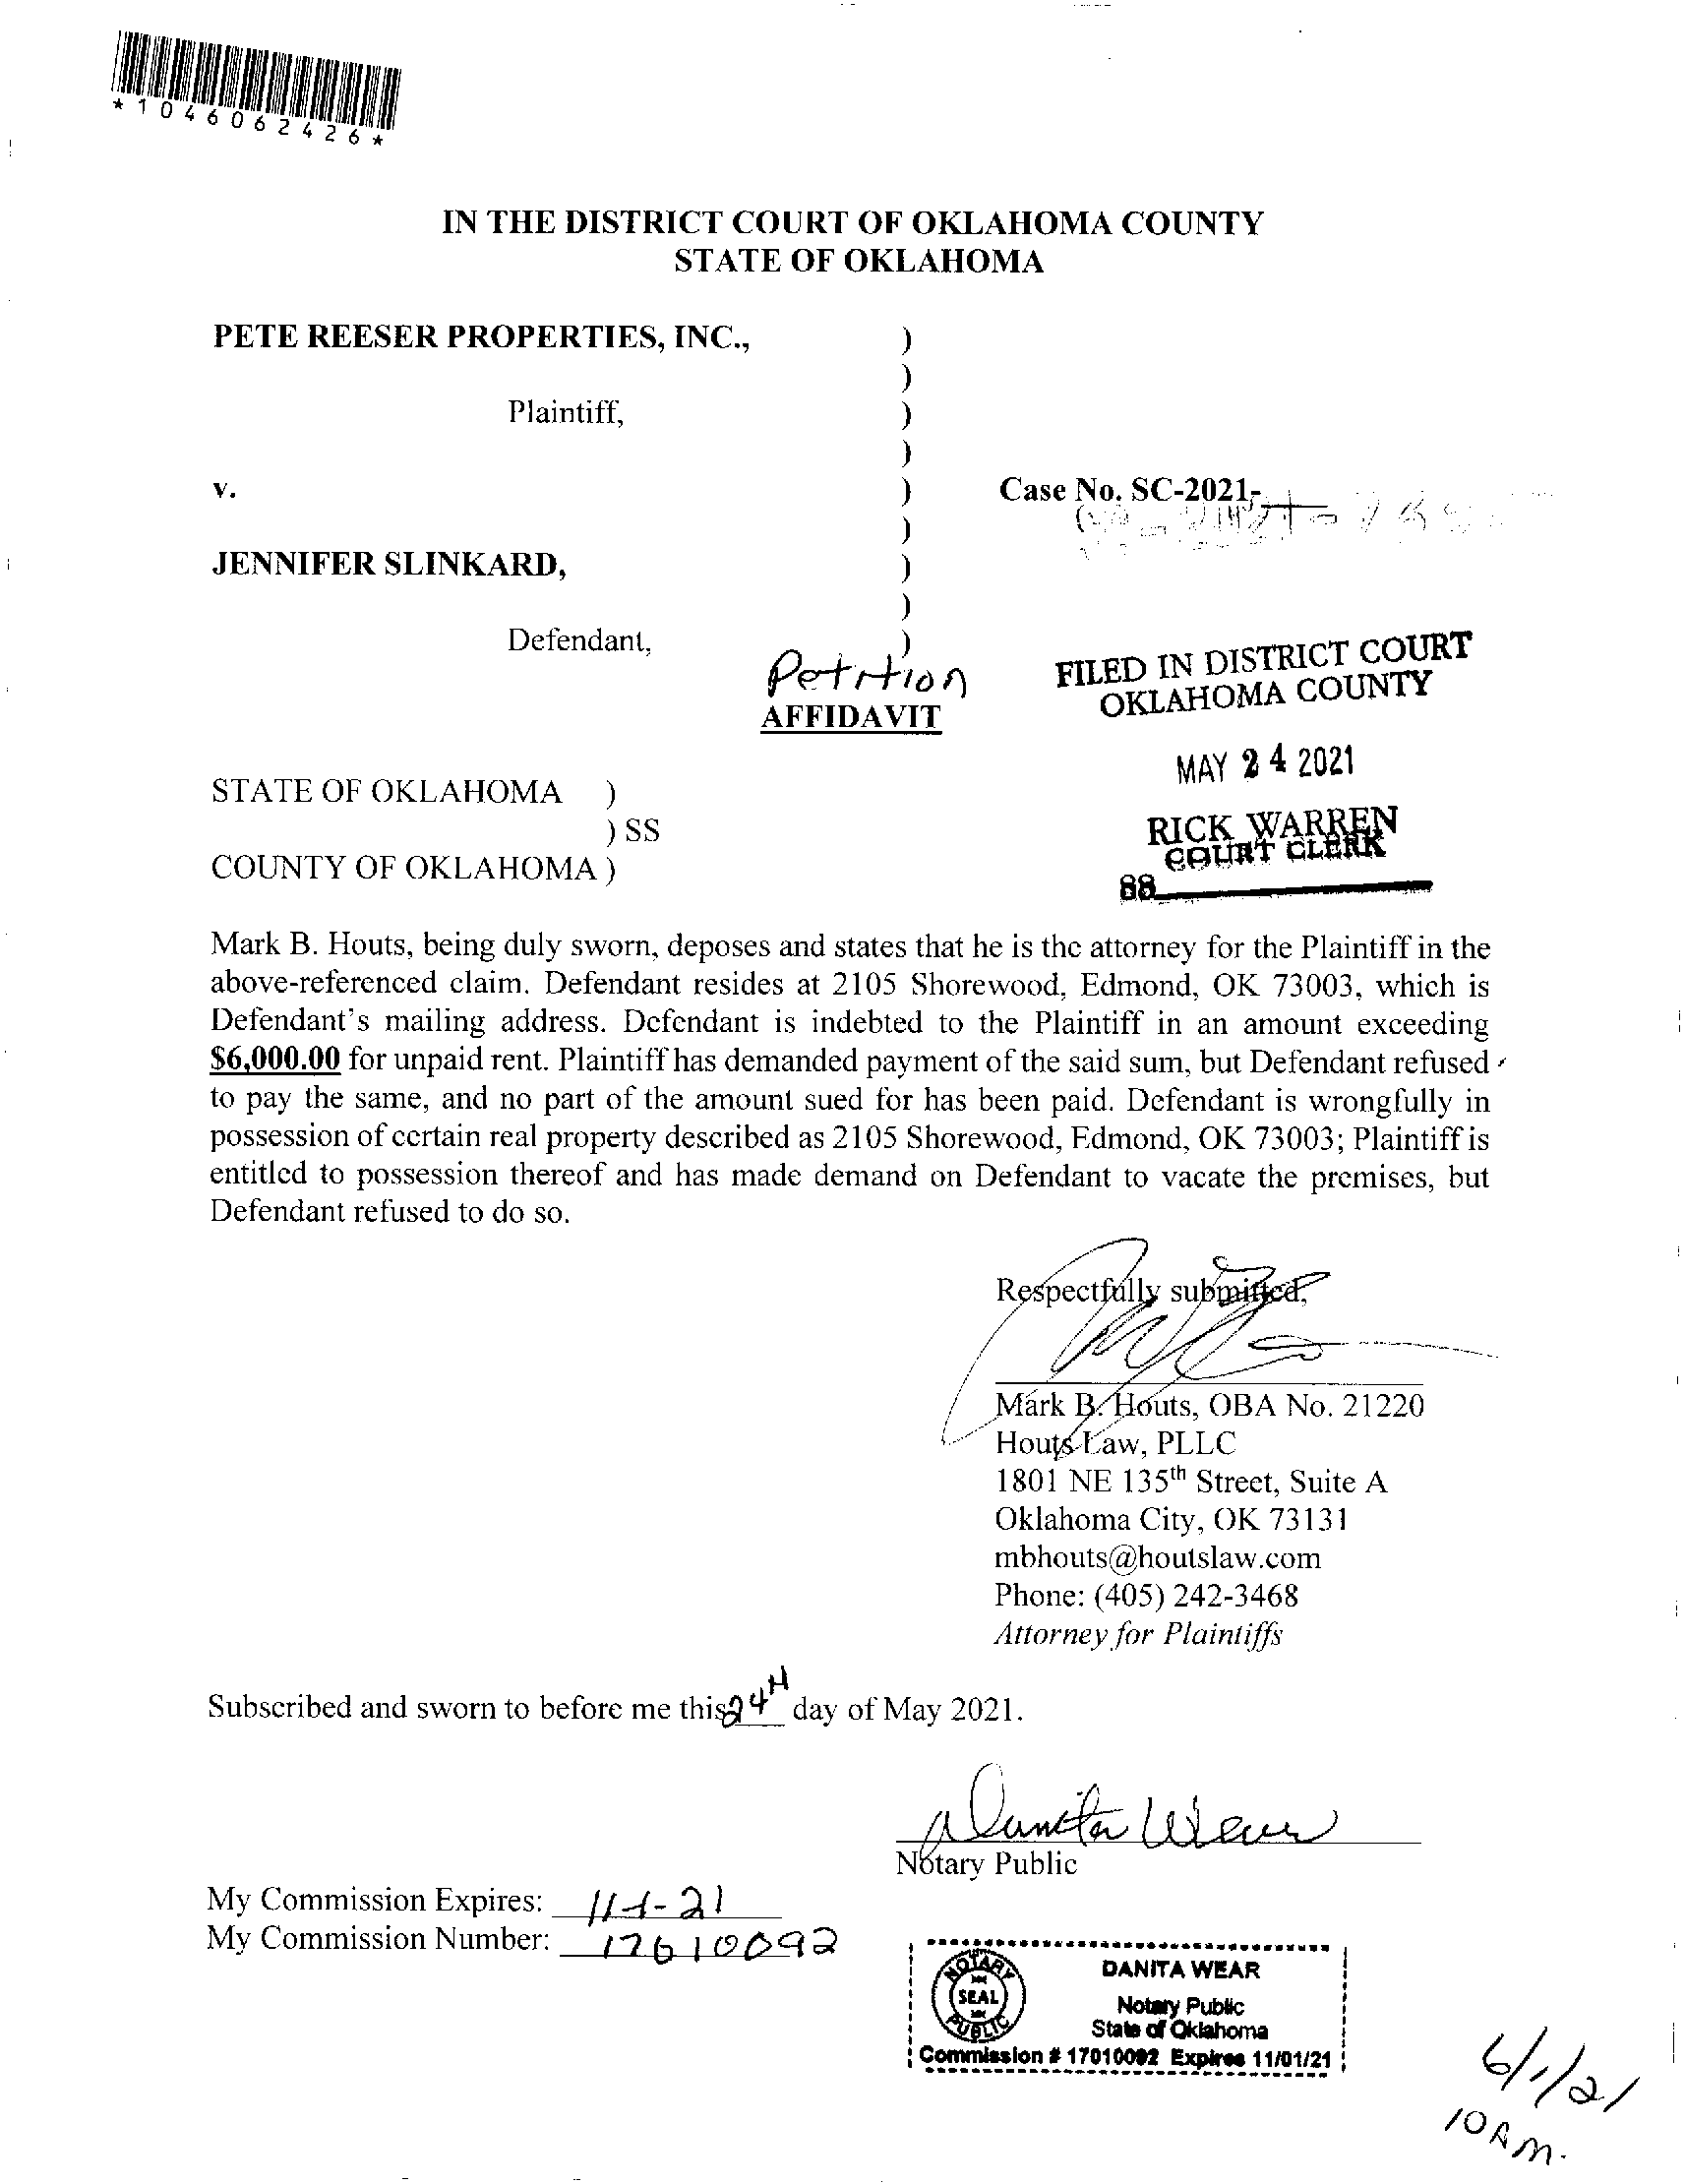 *1046062426*
IN THE DISTRICT COURT OF OKLAHOMA COUNTY
STATE OF OKLAHOMA
PETE REESER PROPERTIES, INC., )
)
Plaintiff, )
)
v. ) Case No. SC-2021-
)
JENNIFER SLINKARD, )
)
Defendant, )
Petition
AFFIDAVIT
FILED IN DISTRICT COURT
OKLAHOMA COUNTY
MAY 24 2021
RICK WARREN
COURT CLERK
88
STATE OF OKLAHOMA )
) SS
COUNTY OF OKLAHOMA )
Mark B. Houts, being duly sworn, deposes and states that he is the attorney for the Plaintiff in the
above-referenced claim. Defendant resides at 2105 Shorewood, Edmond, OK 73003, which is
Defendant's mailing address. Defendant is indebted to the Plaintiff in an amount exceeding
$6,000.00 for unpaid rent. Plaintiff has demanded payment of the said sum, but Defendant refused
to pay the same, and no part of the amount sued for has been paid. Defendant is wrongfully in
possession of certain real property described as 2105 Shorewood, Edmond, OK 73003; Plaintiff is
entitled to possession thereof and has made demand on Defendant to vacate the premises, but
Defendant refused to do so.
Respectfully submitted,
Mark B. Houts, OBA No. 21220
Houts Law, PLLC
1801 NE 135th Street, Suite A
Oklahoma City, OK 73131
mbhouts@houtslaw.com
Phone: (405) 242-3468
Attorney for Plaintiffs
Subscribed and sworn to before me this 24th day of May 2021.
Danita Wear
Notary Public
My Commission Expires: 11-1-21
My Commission Number: 17010092
NOTARY
SEAL
PUBLIC
DANITA WEAR
Notary Public
State of Oklahoma
Commission # 17010092 Expires 11/01/21
6/1/21
10 AM.